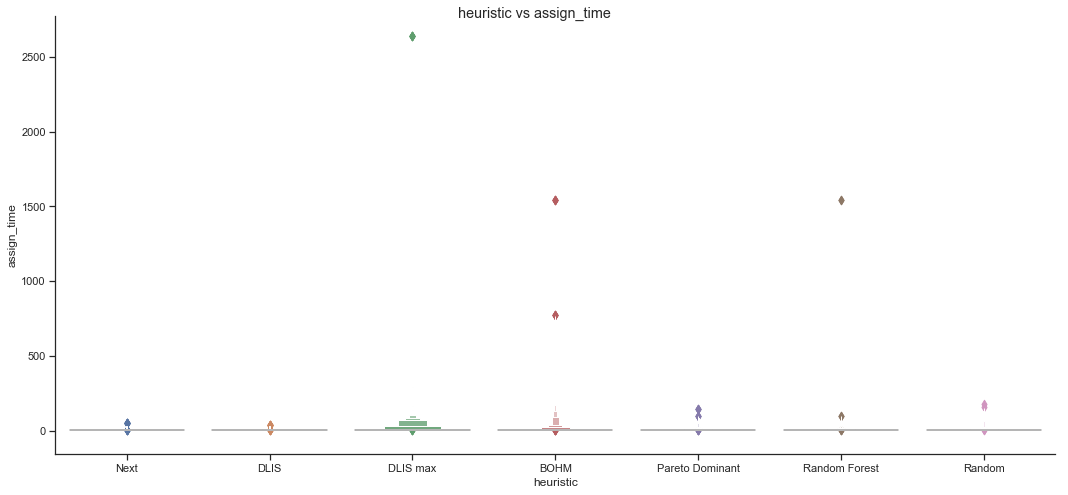 heuristic vs assign_time
2500
2000
1500
1000
500
0
assign_time
Next DLIS DLIS max BOHM Pareto Dominant Random Forest Random
heuristic